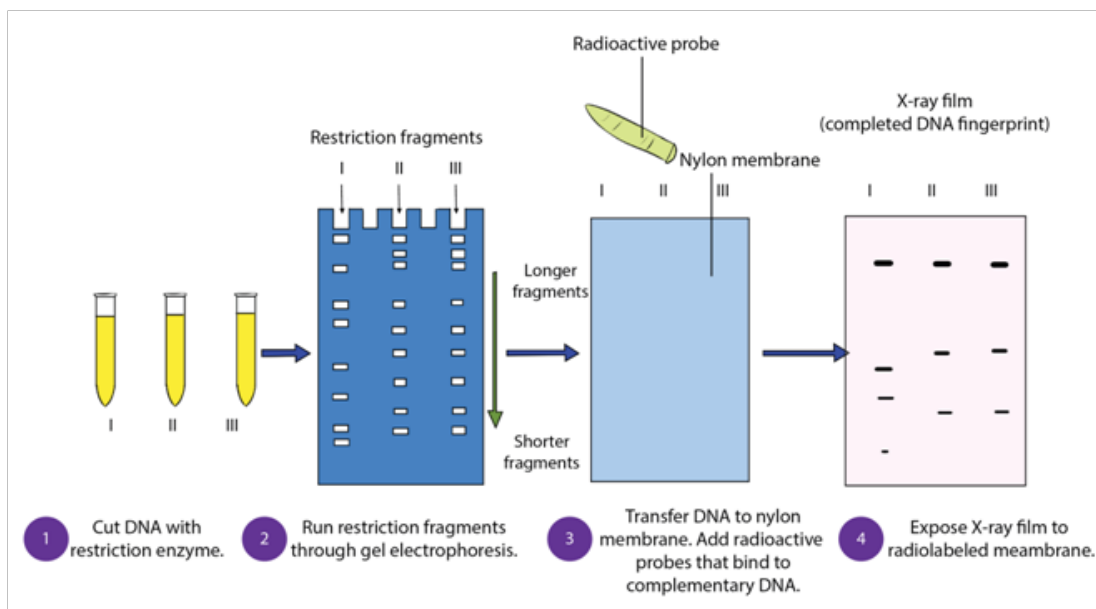 Radioactive probe
X-ray film
(completed DNA fingerprint)
Restriction fragments
I II III
Nylon membrane
I II III
I II III
Longer
fragments
Shorter
fragments
I II III
1 Cut DNA with
restriction enzyme.
2 Run restriction fragments
through gel electrophoresis.
3 Transfer DNA to nylon
membrane. Add radioactive
probes that bind to
complementary DNA.
4 Expose X-ray film to
radiolabeled meambrane.